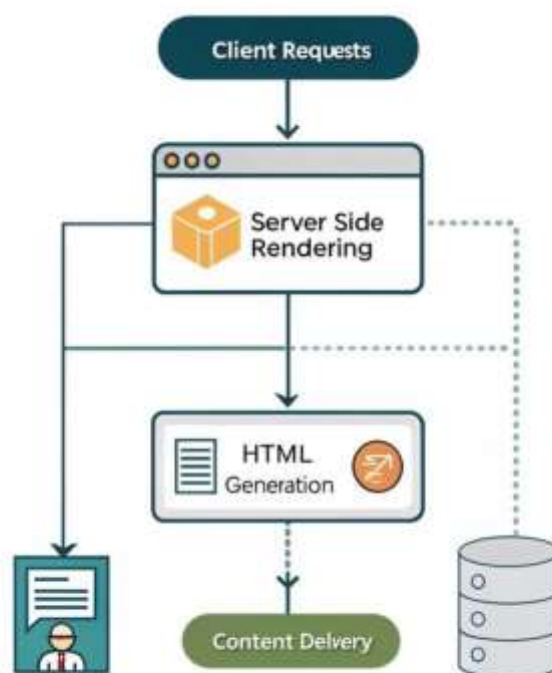 Client Requests
Server Side
Rendering
HTML
Generation
Content Delvery